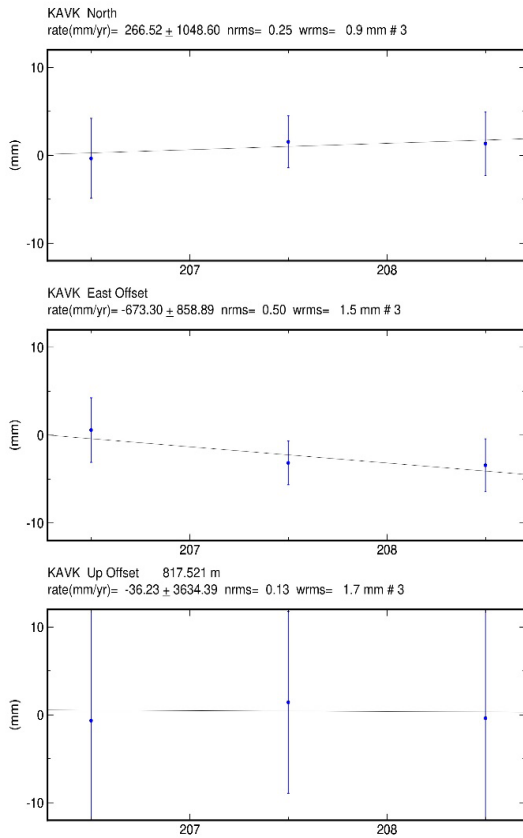 KAVK North
rate(mm/yr)= 266.52 ± 1048.60 nrms= 0.25 wrms= 0.9 mm # 3
10
0
-10
(mm)
207 208
KAVK East Offset
rate(mm/yr)= -673.30 ± 858.89 nrms= 0.50 wrms= 1.5 mm # 3
10
0
-10
(mm)
207 208
KAVK Up Offset 817.521 m
rate(mm/yr)= -36.23 ± 3634.39 nrms= 0.13 wrms= 1.7 mm # 3
10
0
-10
(mm)
207 208